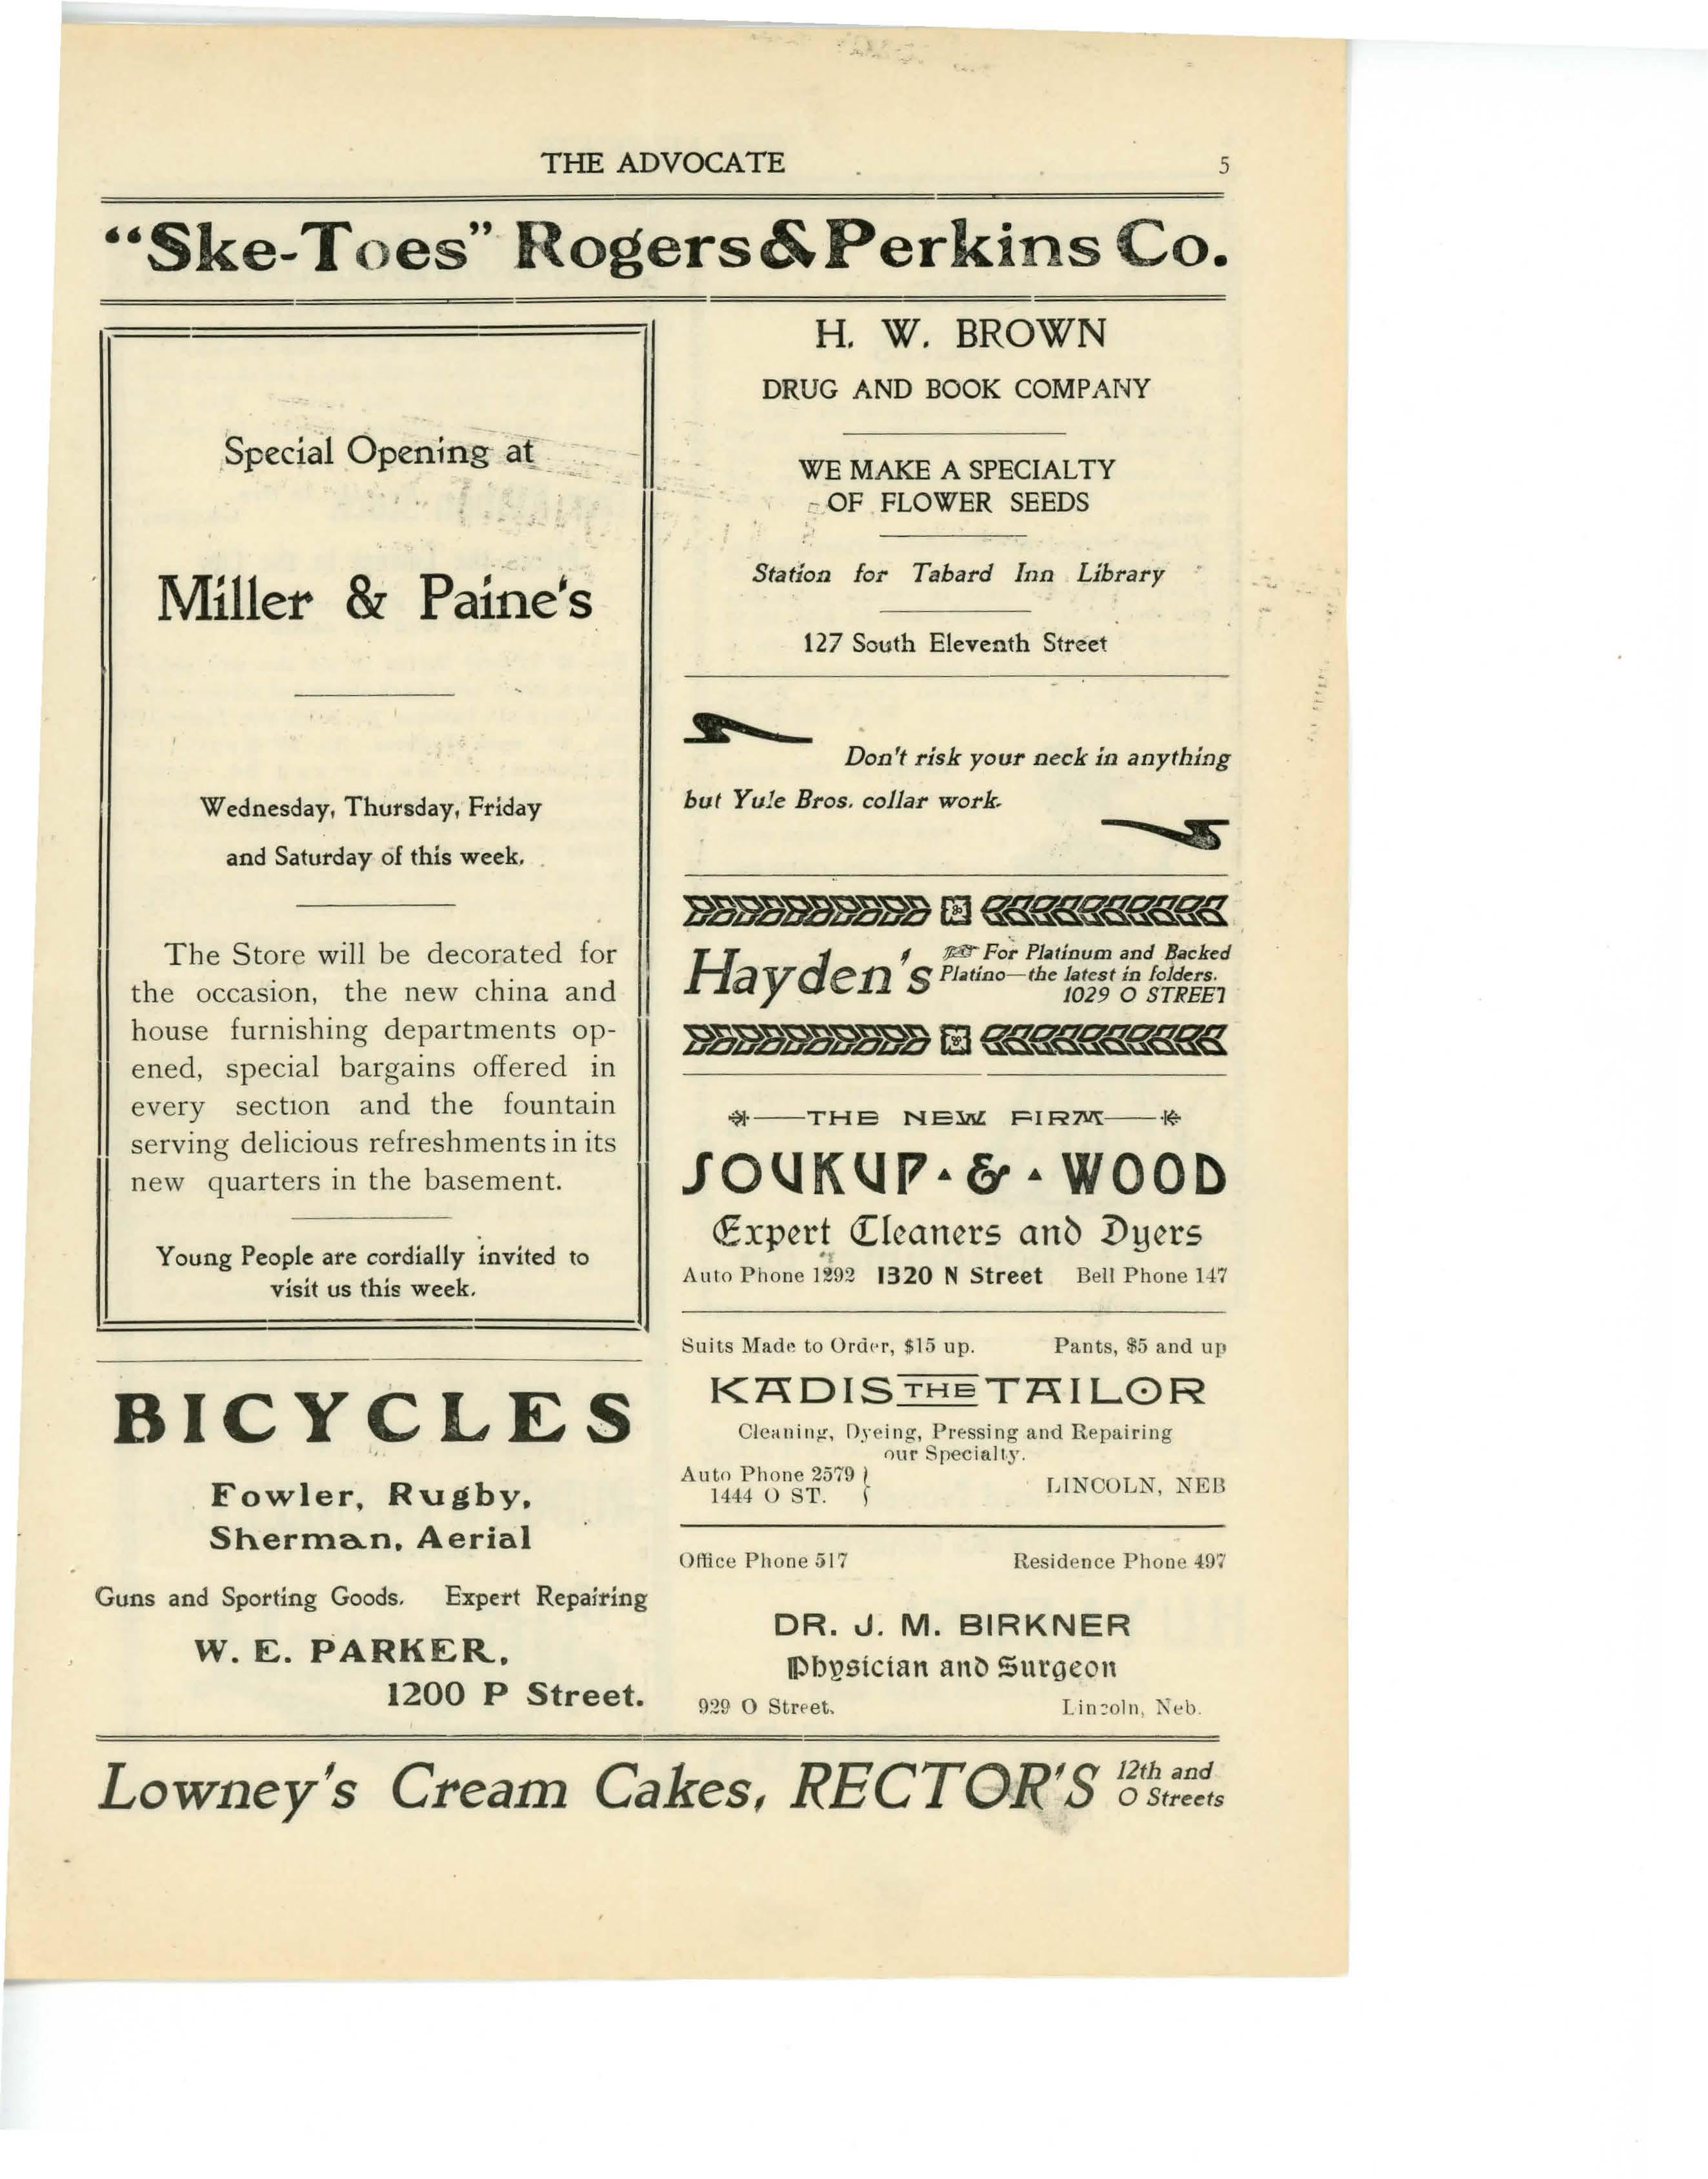 THE ADVOCATE 5
"Ske-Toes" Rogers & Perkins Co.
Special Opening at
Miller & Paine's
Wednesday, Thursday, Friday
and Saturday of this week.
The Store will be decorated for
the occasion, the new china and
house furnishing departments op-
ened, special bargains offered in
every section and the fountain
serving delicious refreshments in its
new quarters in the basement.
Young People are cordially invited to
visit us this week.
BICYCLES
Fowler, Rugby,
Sherman, Aerial
Guns and Sporting Goods. Expert Repairing
W. E. PARKER,
1200 P Street.
H. W. BROWN
DRUG AND BOOK COMPANY
WE MAKE A SPECIALTY
OF FLOWER SEEDS
Station for Tabard Inn Library
127 South Eleventh Street
Don't risk your neck in anything
but Yule Bros. collar work.
Hayden's ☞ For Platinum and Backed
Platino—the latest in folders.
1029 O STREET
THE NEW FIRM
SOUKUP & WOOD
Expert Cleaners and Dyers
Auto Phone 1292 1320 N Street Bell Phone 147
Suits Made to Order, $15 up. Pants, $5 and up
KADIS THE TAILOR
Cleaning, Dyeing, Pressing and Repairing
our Specialty.
Auto Phone 2579
1444 O ST. LINCOLN, NEB
Office Phone 517 Residence Phone 497
DR. J. M. BIRKNER
Physician and Surgeon
929 O Street. Lincoln, Neb.
Lowney's Cream Cakes, RECTOR'S 12th and
O Streets